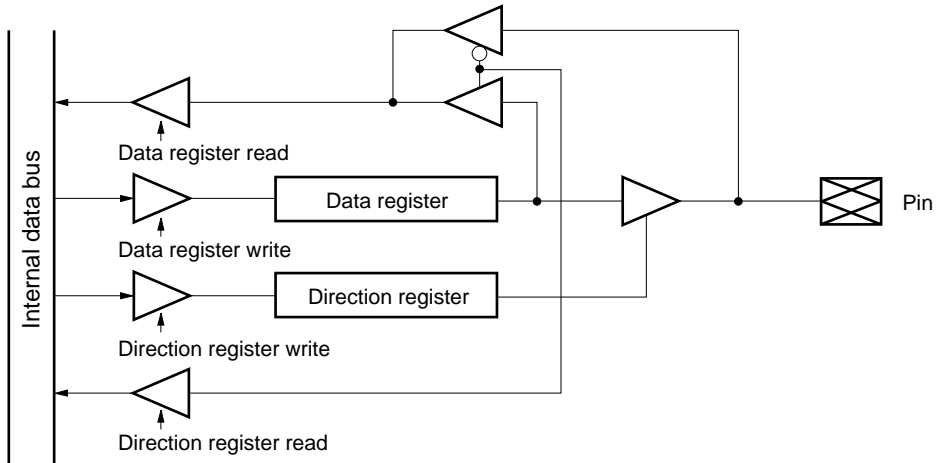 Internal data bus
Data register read
Data register
Pin
Data register write
Direction register
Direction register write
Direction register read